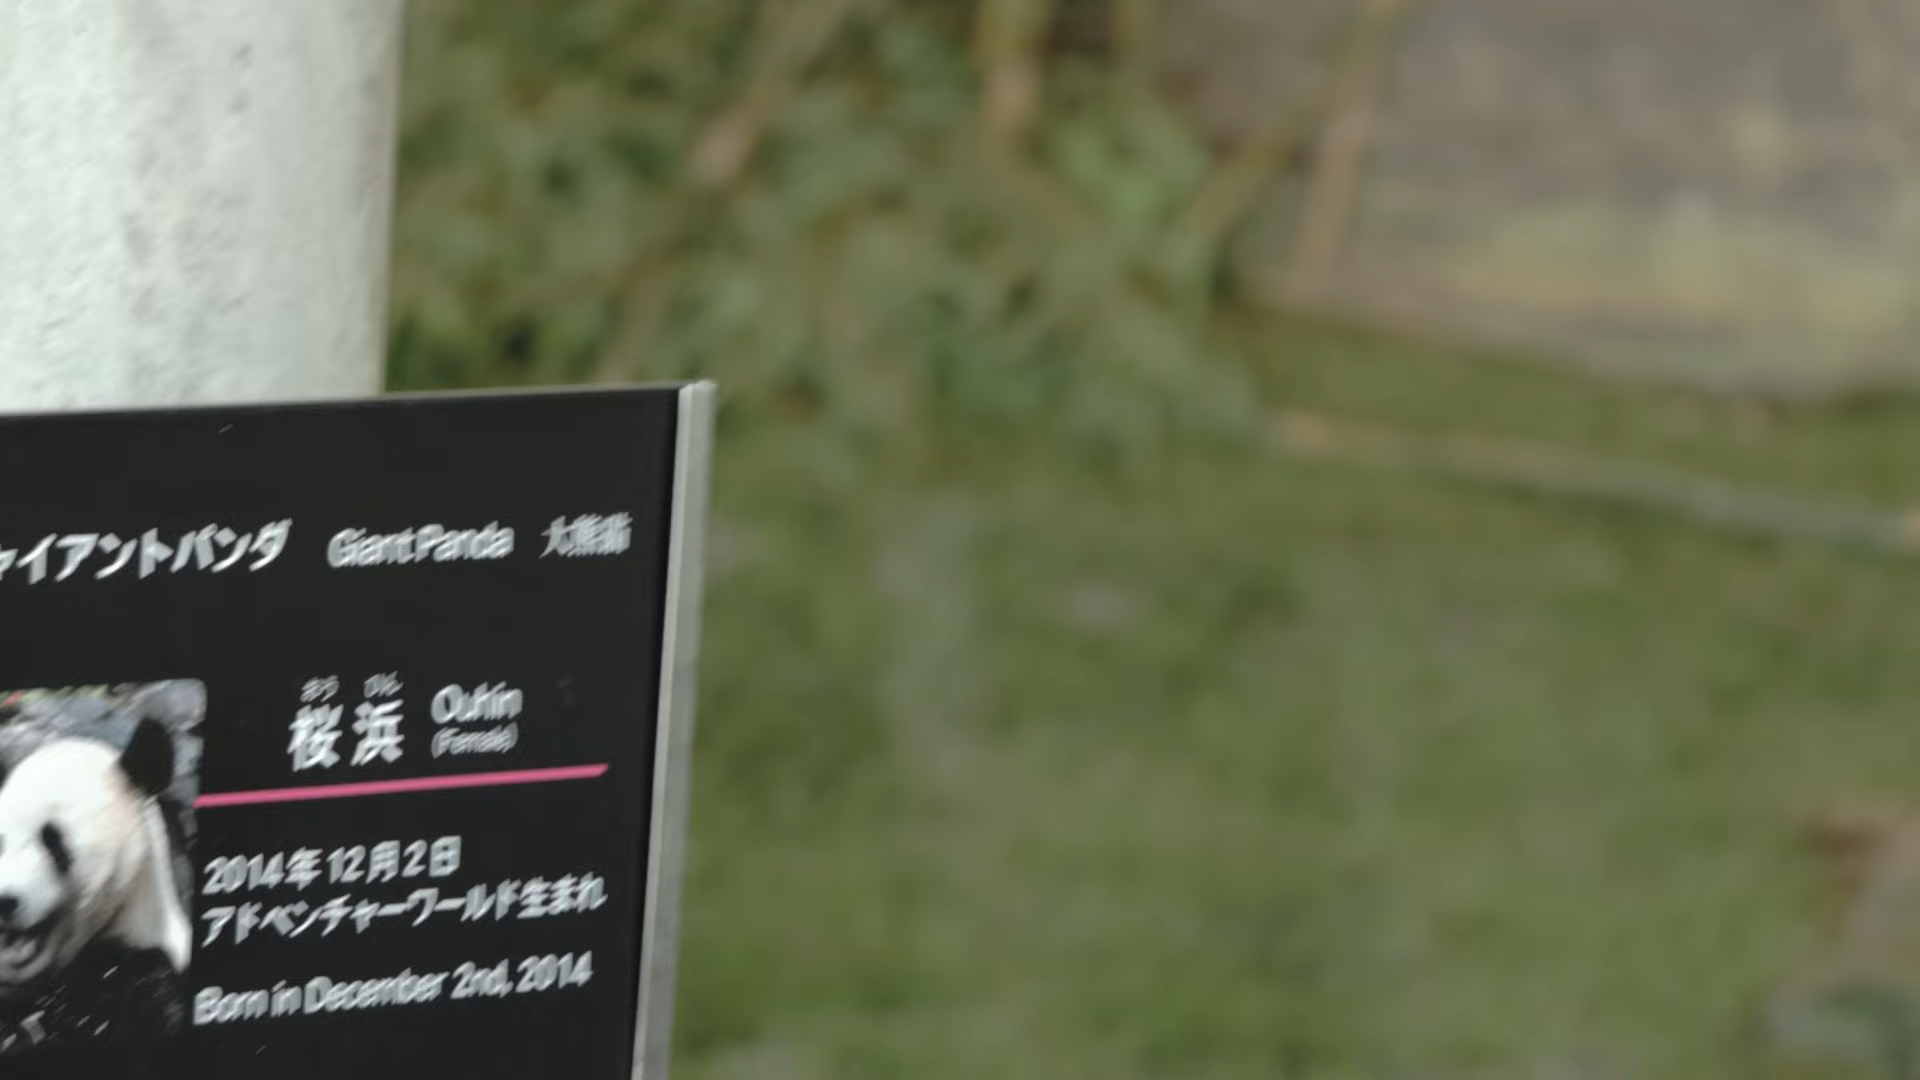 ャイアントパンダ Giant Panda 大熊猫
おう ひん
桜浜 Ouhin
(Female)
2014年12月2日
アドベンチャーワールド生まれ
Born in December 2nd, 2014